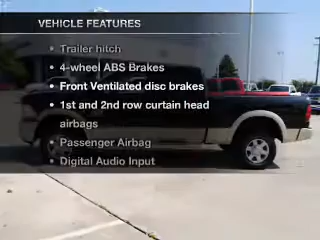 VEHICLE FEATURES
• Trailer hitch
• 4-wheel ABS Brakes
• Front Ventilated disc brakes
• 1st and 2nd row curtain head
airbags
• Passenger Airbag
• Digital Audio Input